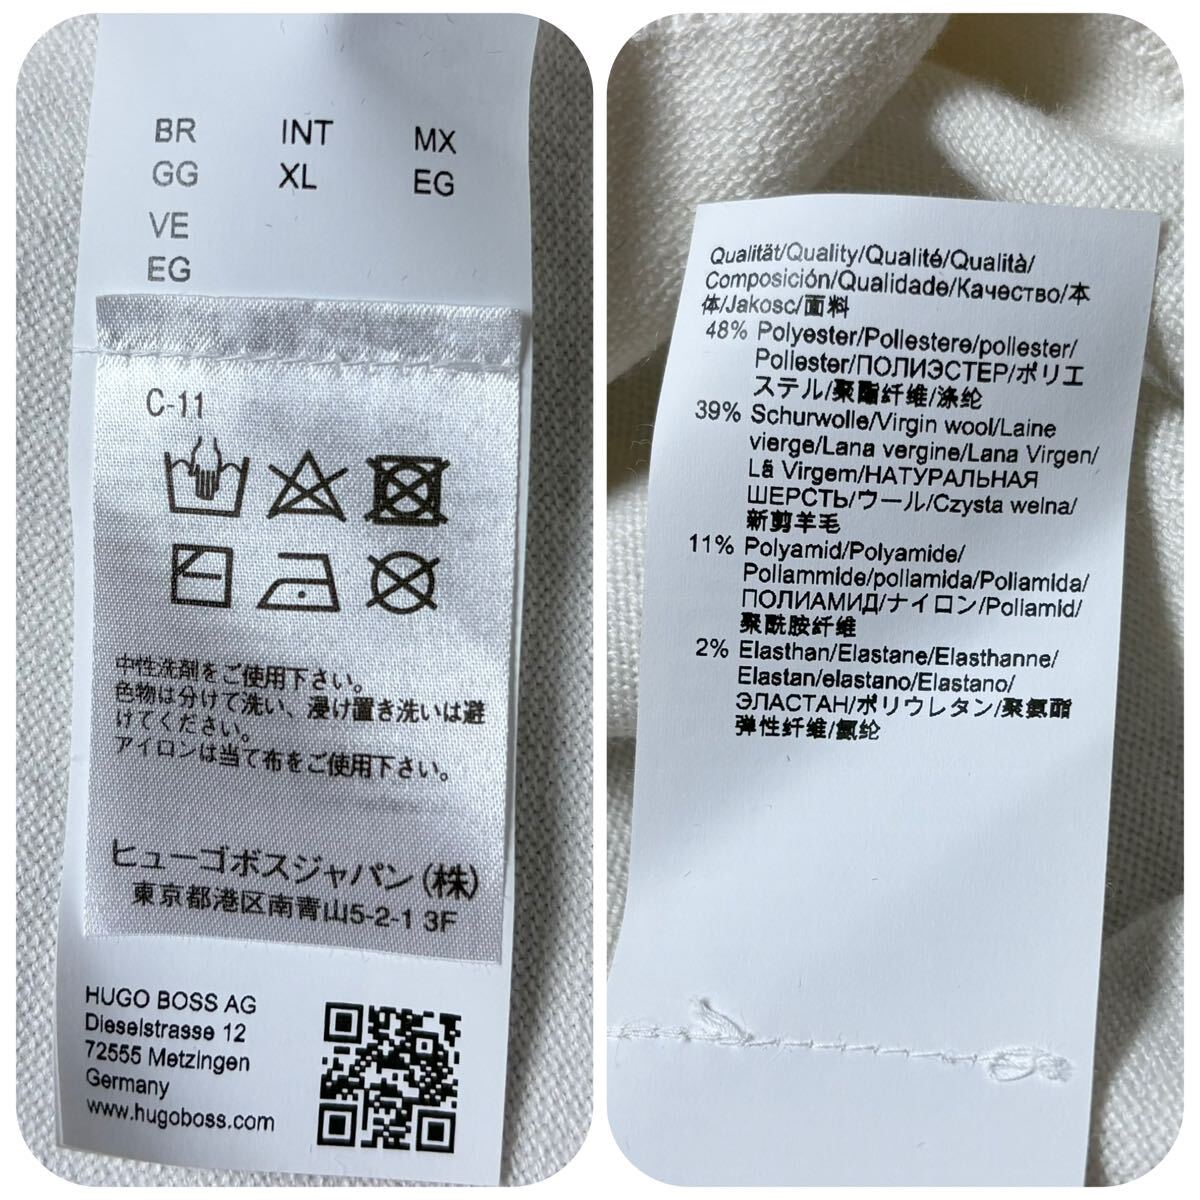 BR INT MX
GG XL EG
VE
EG
C-11
中性洗剤をご使用下さい。
色物は分けて洗い、浸け置き洗いは避
けてください。
アイロンは当て布をご使用下さい。
ヒューゴボスジャパン(株)
東京都港区南青山5-2-1 3F
HUGO BOSS AG
Dieselstrasse 12
72555 Metzingen
Germany
www.hugoboss.com
Qualität/Quality/Qualité/Qualità/
Composición/Qualidade/Качество/本
体/Jakosc/面料
48% Polyester/Poliestere/poliester/
Poliester/ПОЛИЭСТЕР/ポリエ
ステル/聚酯纤维/涤纶
39% Schurwolle/Virgin wool/Laine
vierge/Lana vergine/Lana Virgen/
Lã Virgem/НАТУРАЛЬНАЯ
ШЕРСТЬ/ウール/Czysta welna/
新剪羊毛
11% Polyamid/Polyamide/
Poliammide/poliamida/Poliamida/
ПОЛИАМИД/ナイロン/Poliamid/
聚酰胺纤维
2% Elasthan/Elastane/Elasthanne/
Elastan/elastano/Elastano/
ЭЛАСТАН/ポリウレタン/聚氨酯
弹性纤维/氨纶